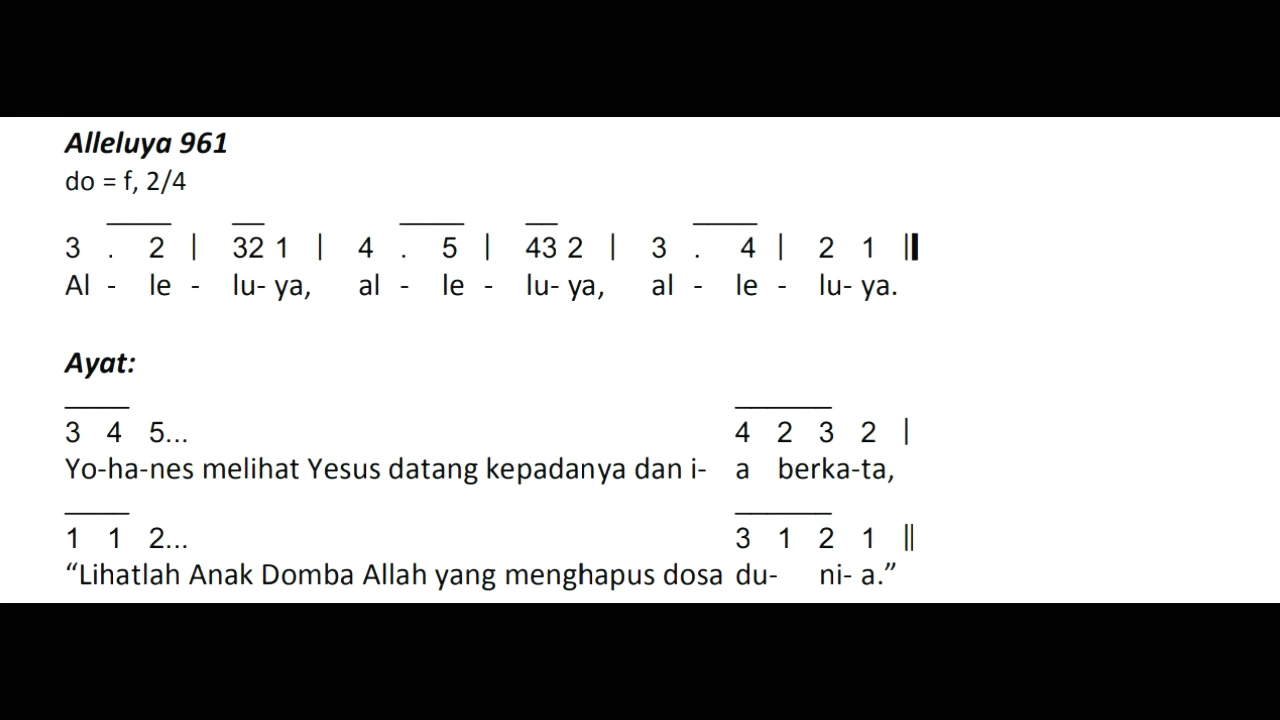 Alleluya 961
do = f, 2/4
3 . 2 | 32 1 | 4 . 5 | 43 2 | 3 . 4 | 2 1 ||
Al - le - lu- ya, al - le - lu- ya, al - le - lu- ya.
Ayat:
3 4 5... 4 2 3 2 |
Yo-ha-nes melihat Yesus datang kepadanya dan i- a berka-ta,
1 1 2... 3 1 2 1 ||
“Lihatlah Anak Domba Allah yang menghapus dosa du- ni- a.”